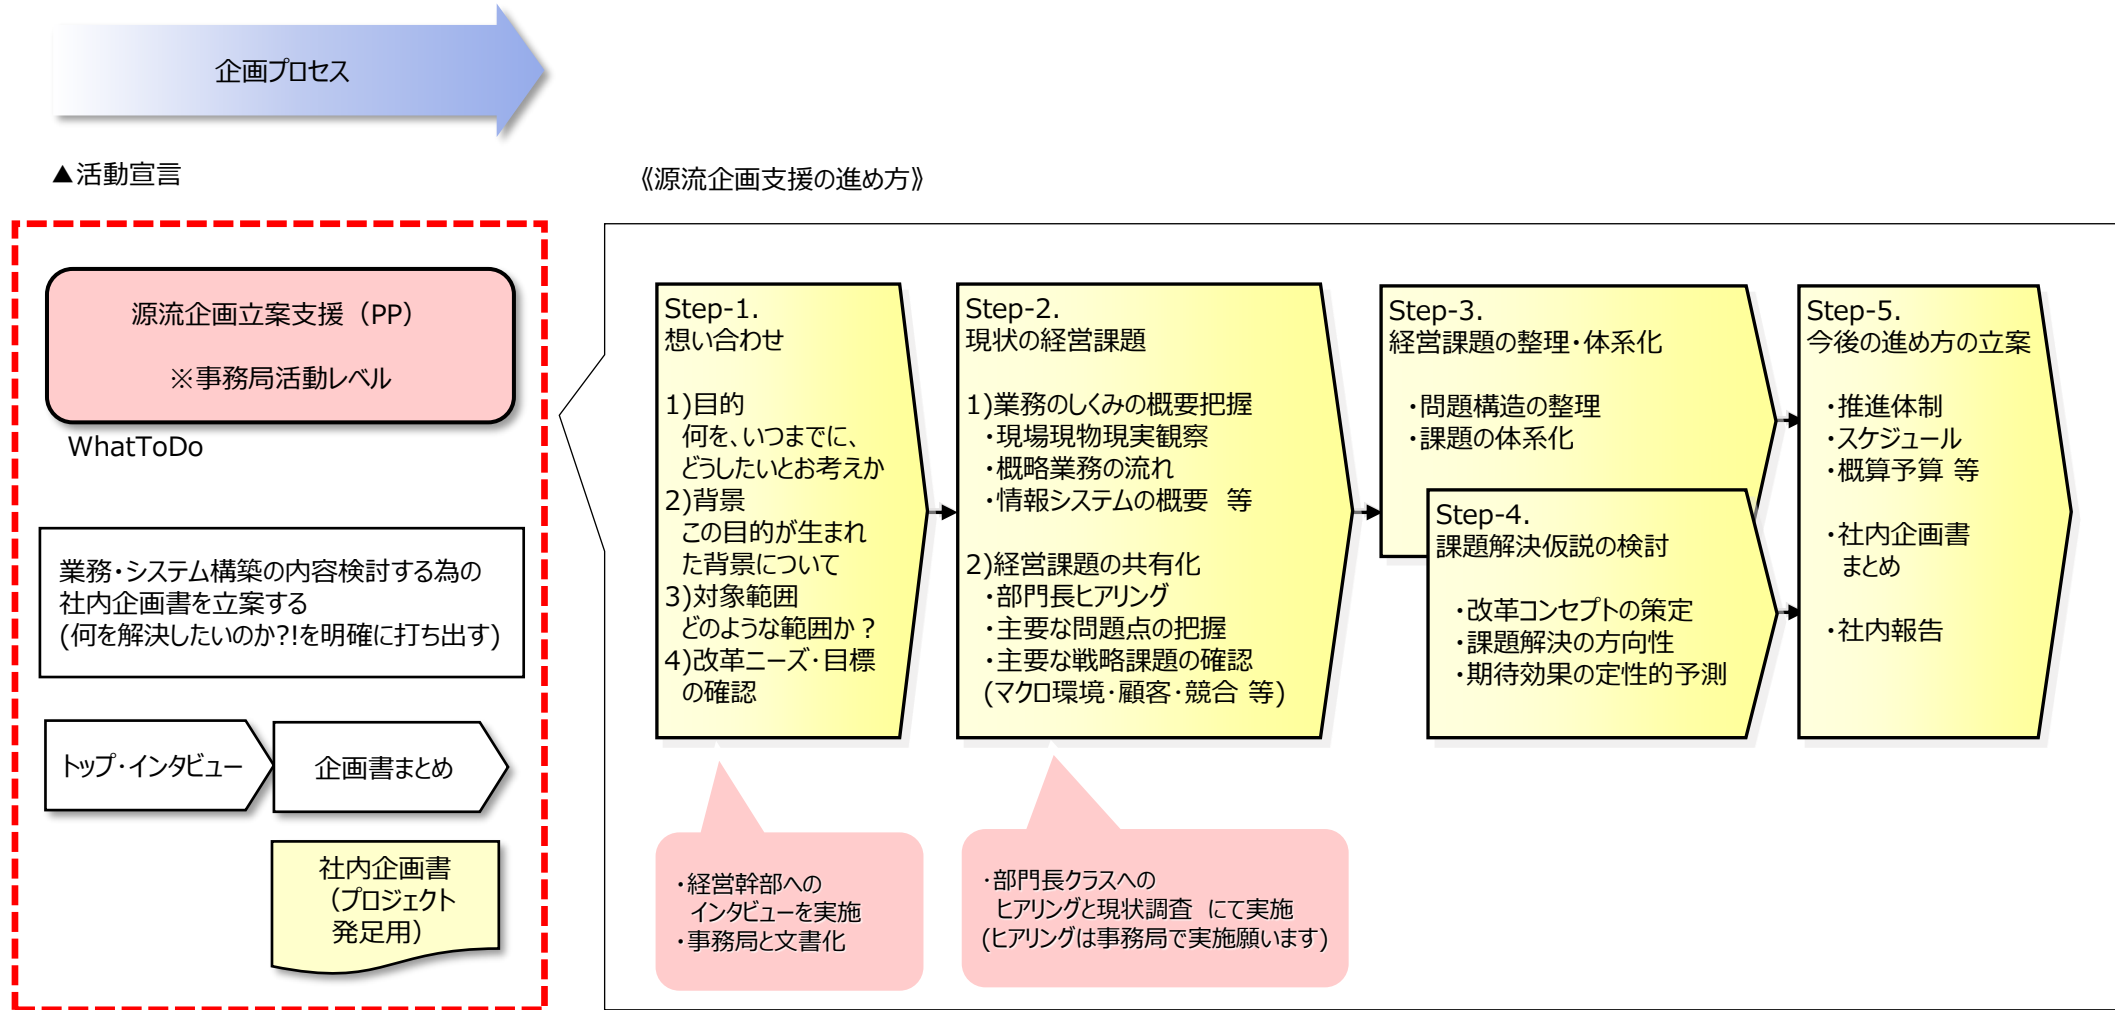 企画プロセス
▲活動宣言
源流企画立案支援（PP）
※事務局活動レベル
WhatToDo
業務・システム構築の内容検討する為の
社内企画書を立案する
(何を解決したいのか?!を明確に打ち出す)
トップ・インタビュー
企画書まとめ
社内企画書
（プロジェクト
発足用）
《源流企画支援の進め方》
Step-1.
想い合わせ
1)目的
何を、いつまでに、
どうしたいとお考えか
2)背景
この目的が生まれ
た背景について
3)対象範囲
どのような範囲か？
4)改革ニーズ・目標
の確認
Step-2.
現状の経営課題
1)業務のしくみの概要把握
・現場現物現実観察
・概略業務の流れ
・情報システムの概要 等
2)経営課題の共有化
・部門長ヒアリング
・主要な問題点の把握
・主要な戦略課題の確認
(マクロ環境・顧客・競合 等)
Step-3.
経営課題の整理・体系化
・問題構造の整理
・課題の体系化
Step-4.
課題解決仮説の検討
・改革コンセプトの策定
・課題解決の方向性
・期待効果の定性的予測
Step-5.
今後の進め方の立案
・推進体制
・スケジュール
・概算予算 等
・社内企画書
まとめ
・社内報告
・経営幹部への
インタビューを実施
・事務局と文書化
・部門長クラスへの
ヒアリングと現状調査 にて実施
(ヒアリングは事務局で実施願います)